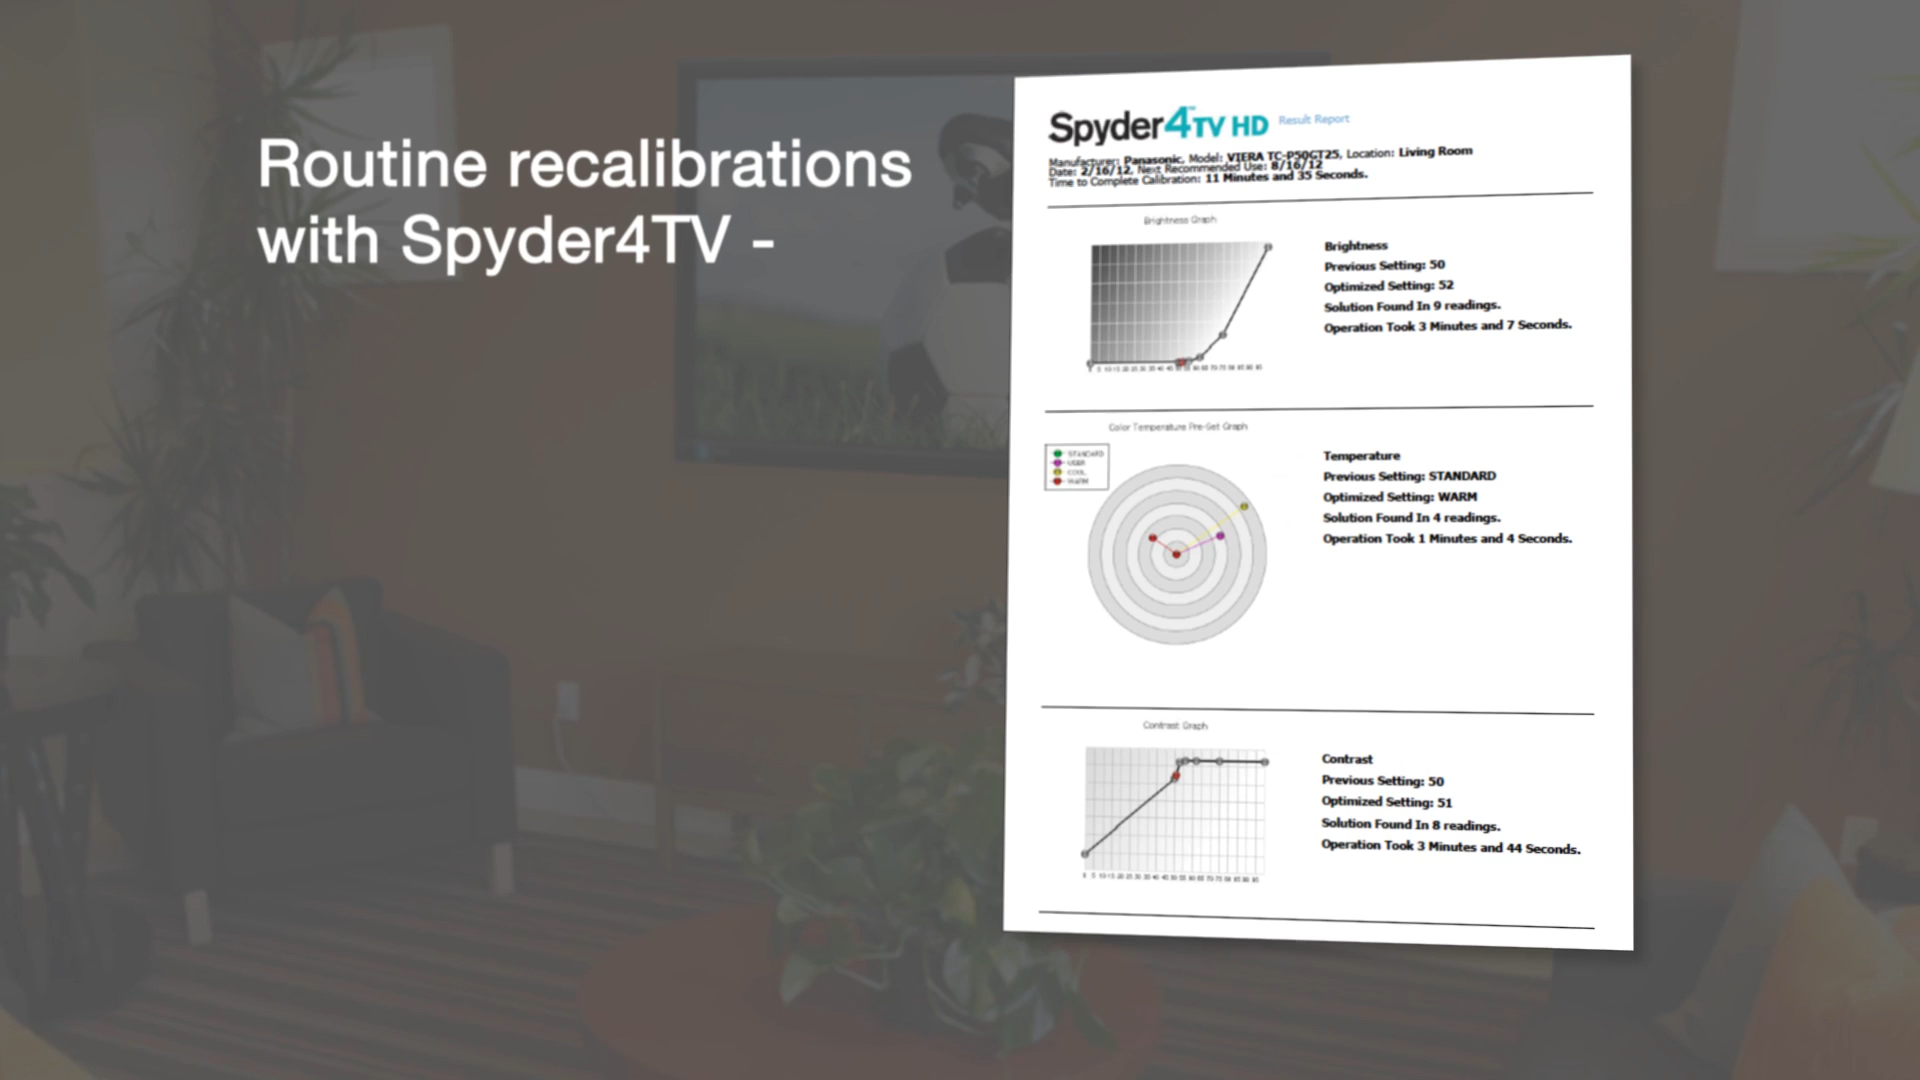 Routine recalibrations
with Spyder4TV -
Spyder4TV HD Result Report
Manufacturer: Panasonic, Model: VIERA TC-P50GT25, Location: Living Room
Date: 2/16/12, Next Recommended Use: 8/16/12
Time to Complete Calibration: 11 Minutes and 35 Seconds.
Brightness Graph
Brightness
Previous Setting: 50
Optimized Setting: 52
Solution Found In 9 readings.
Operation Took 3 Minutes and 7 Seconds.
Color Temperature Pre-Set Graph
STANDARD
USER
COOL
WARM
Temperature
Previous Setting: STANDARD
Optimized Setting: WARM
Solution Found In 4 readings.
Operation Took 1 Minutes and 4 Seconds.
Contrast Graph
Contrast
Previous Setting: 50
Optimized Setting: 51
Solution Found In 8 readings.
Operation Took 3 Minutes and 44 Seconds.